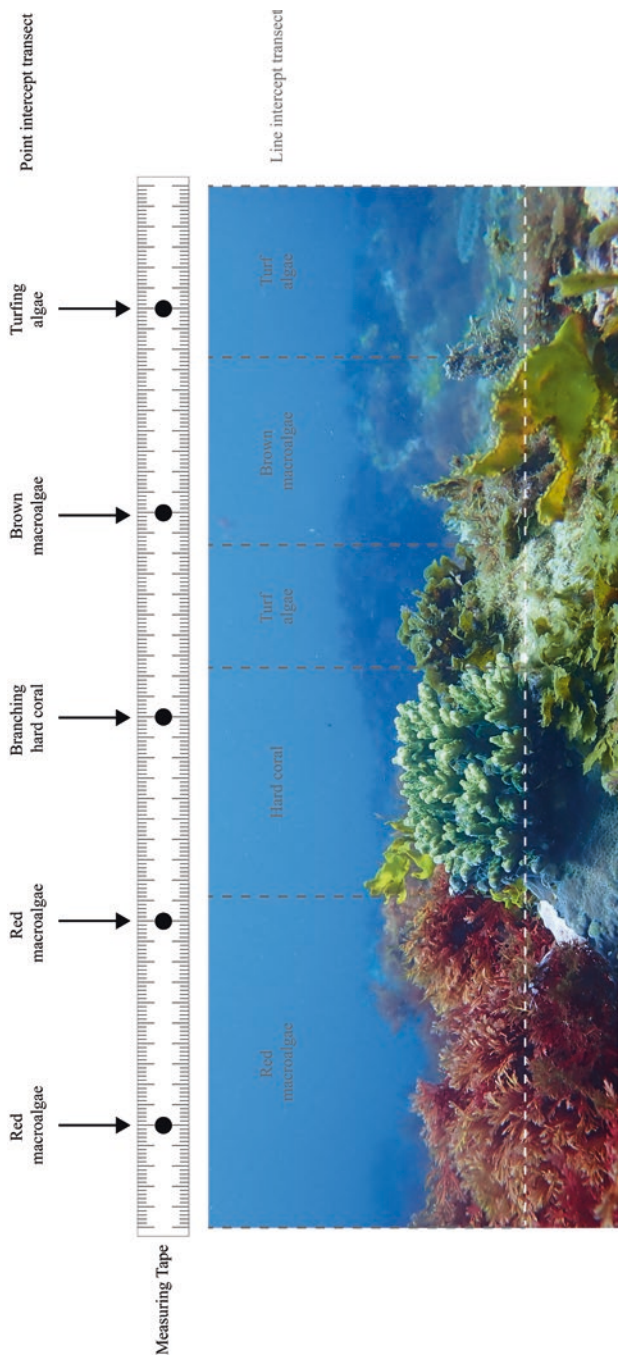 Red
macroalgae
Red
macroalgae
Branching
hard coral
Brown
macroalgae
Turfing
algae
Point intercept transect
Measuring Tape
Red
macroalgae
Hard coral
Turf
algae
Brown
macroalgae
Turf
algae
Line intercept transect